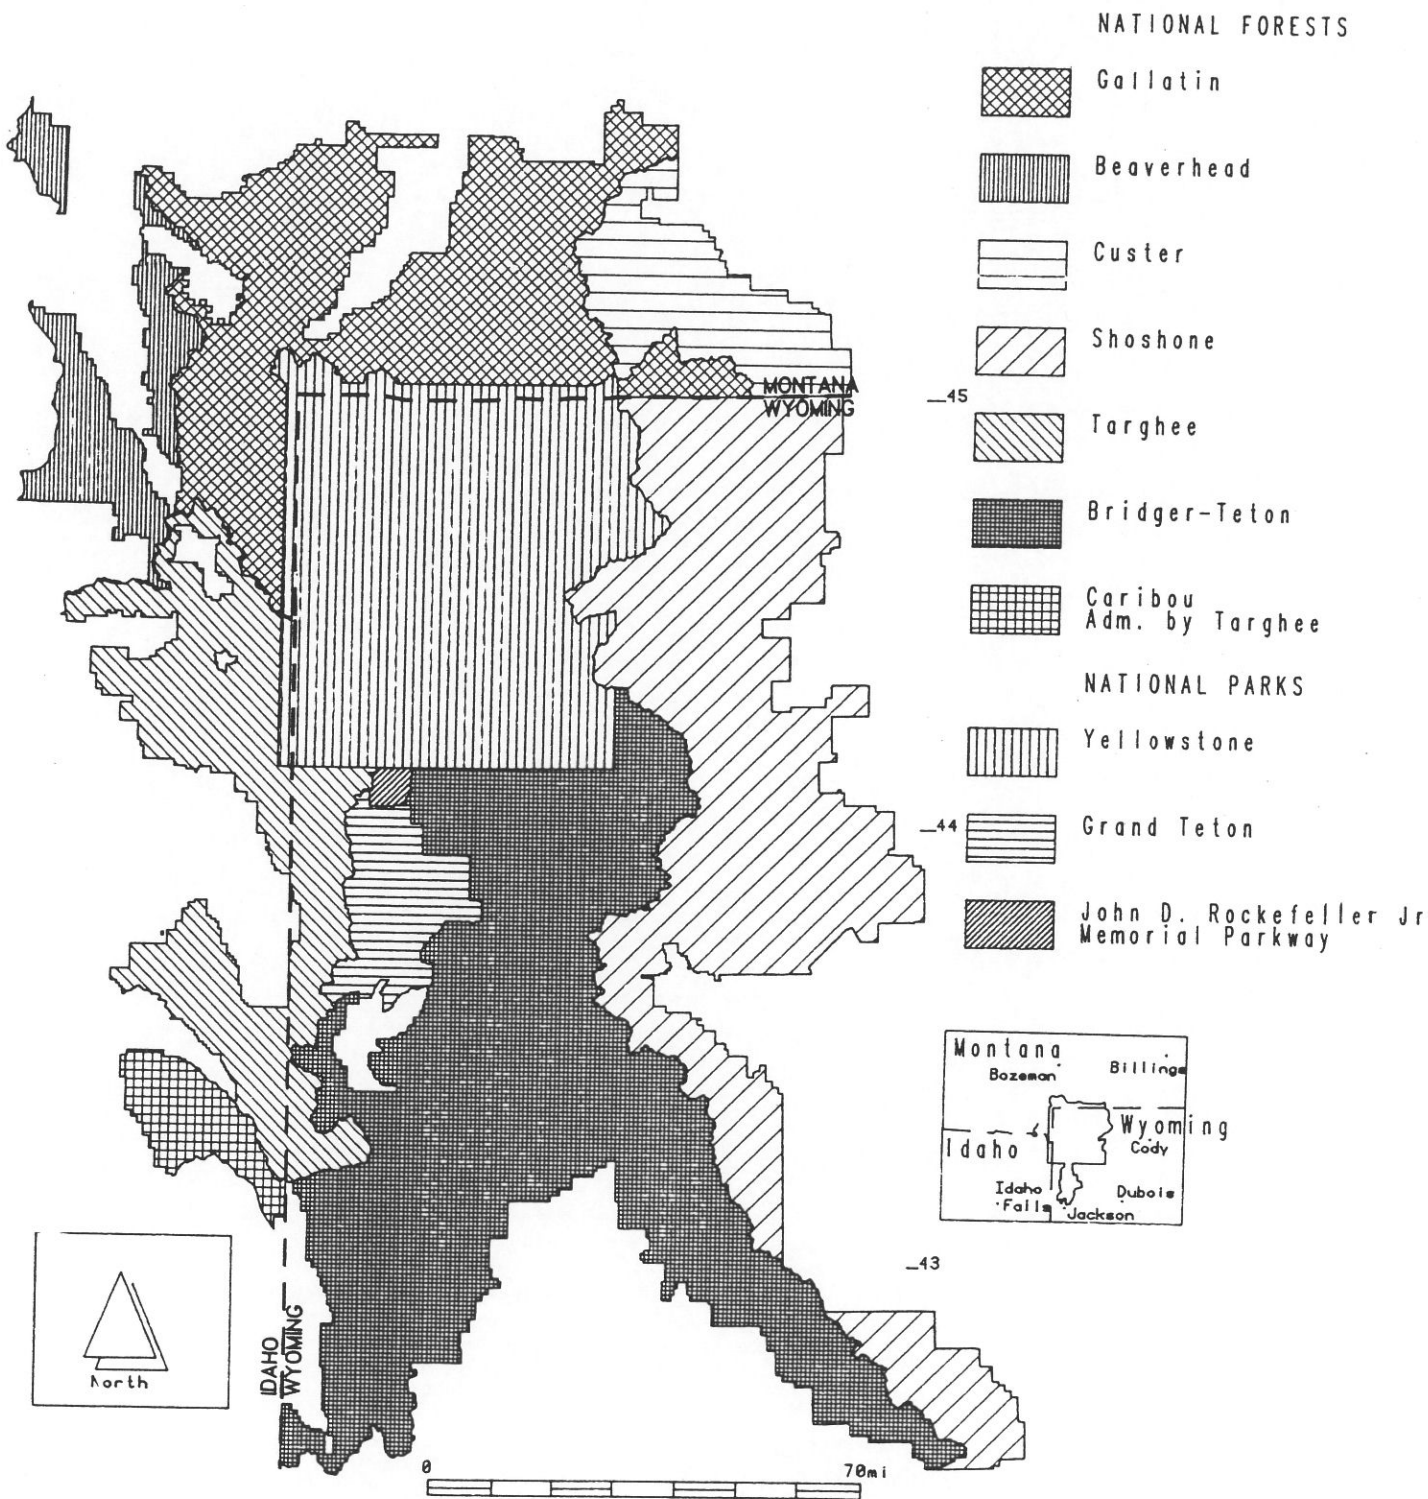 NATIONAL FORESTS
Gallatin
Beaverhead
Custer
Shoshone
Targhee
Bridger-Teton
Caribou
Adm. by Targhee
NATIONAL PARKS
Yellowstone
Grand Teton
John D. Rockefeller Jr
Memorial Parkway
MONTANA
WYOMING
45
44
43
Montana
Bozeman
Billings
Wyoming
Idaho
Cody
Idaho
Falls
Dubois
Jackson
North
IDAHO
WYOMING
0
70mi